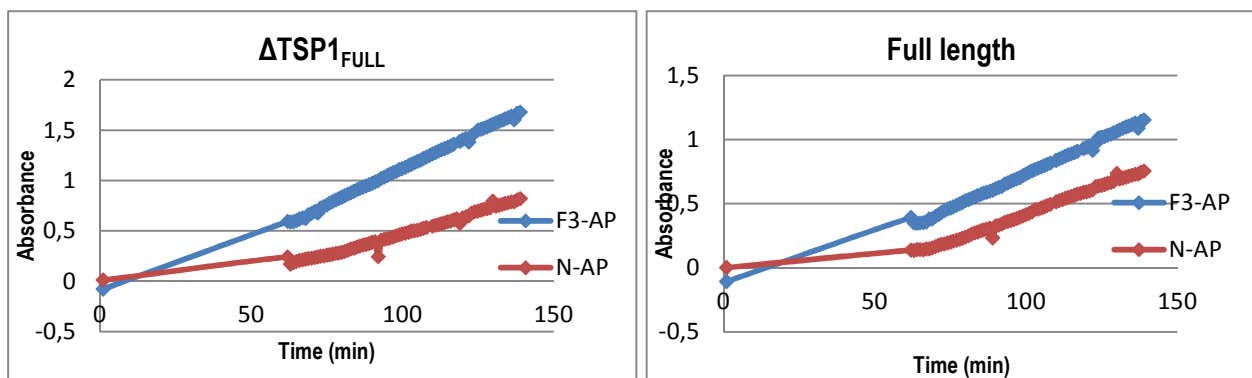 ΔTSP1FULL
2
1,5
1
0,5
0
-0,5
0
50
100
150
Absorbance
Time (min)
F3-AP
N-AP
Full length
1,5
1
0,5
0
-0,5
0
50
100
150
Absorbance
Time (min)
F3-AP
N-AP